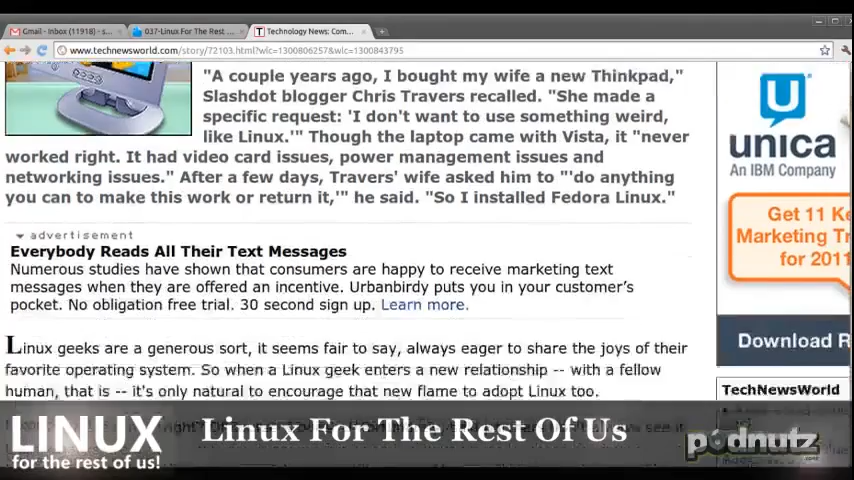 Gmail - Inbox (11918) - s...
037-Linux For The Rest ...
Technology News: Com...
www.technewsworld.com/story/72103.html?wlc=1300806257&wlc=1300843795
"A couple years ago, I bought my wife a new Thinkpad,"
Slashdot blogger Chris Travers recalled. "She made a
specific request: 'I don't want to use something weird,
like Linux.'" Though the laptop came with Vista, it "never
worked right. It had video card issues, power management issues and
networking issues." After a few days, Travers' wife asked him to "'do anything
you can to make this work or return it,'" he said. "So I installed Fedora Linux."
advertisement
Everybody Reads All Their Text Messages
Numerous studies have shown that consumers are happy to receive marketing text
messages when they are offered an incentive. Urbanbirdy puts you in your customer's
pocket. No obligation free trial. 30 second sign up. Learn more.
Linux geeks are a generous sort, it seems fair to say, always eager to share the joys of their
favorite operating system. So when a Linux geek enters a new relationship -- with a fellow
human, that is -- it's only natural to encourage that new flame to adopt Linux too.
U
unica
An IBM Company
Get 11 Ke
Marketing Tr
for 2011
Download R
TechNewsWorld
LINUX
for the rest of us!
Linux For The Rest Of Us
podnutz
.com